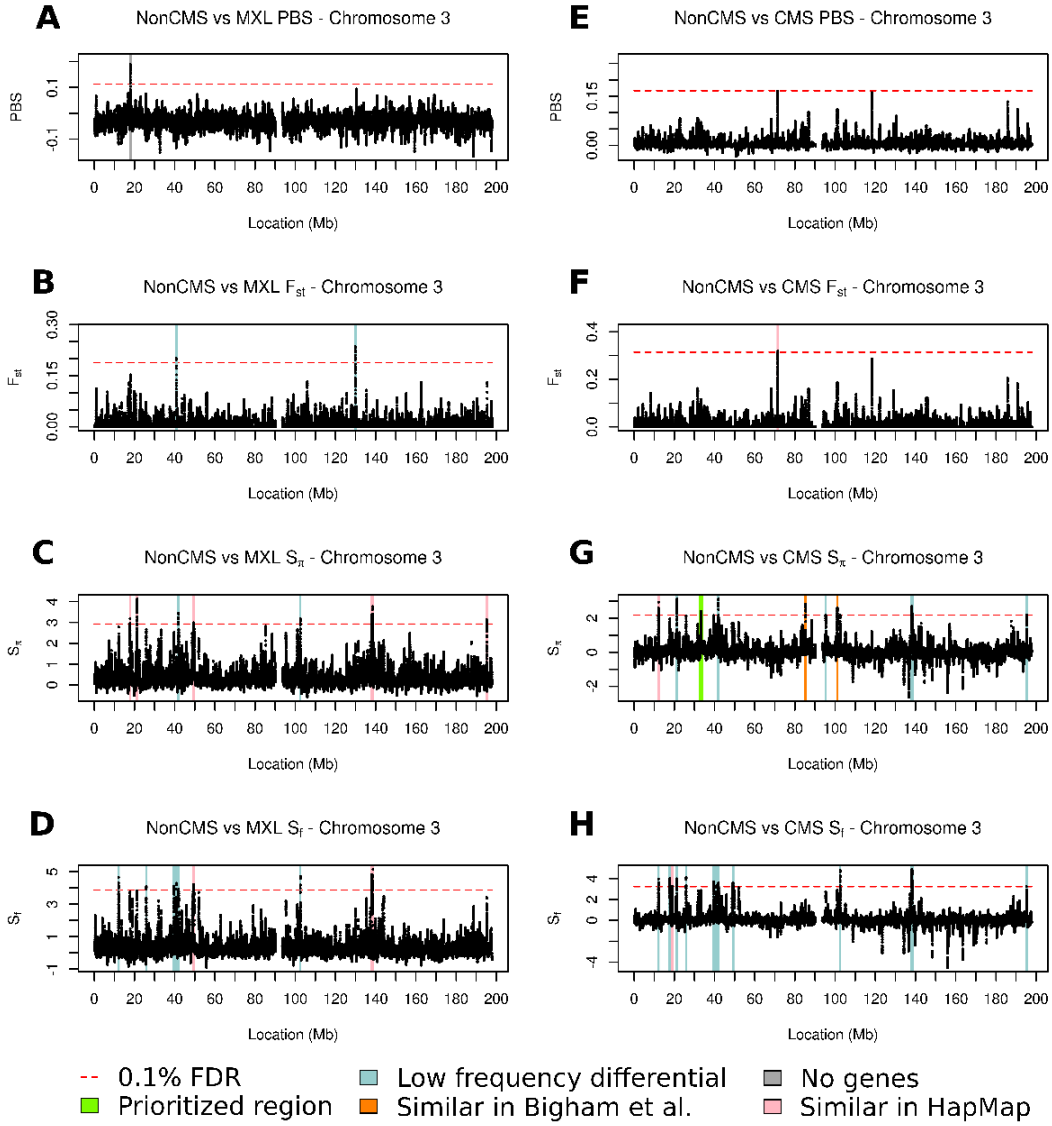 A
NonCMS vs MXL PBS - Chromosome 3
PBS
0.1
-0.1
0 20 40 60 80 100 120 140 160 180 200
Location (Mb)
B
NonCMS vs MXL Fst - Chromosome 3
Fst
0.30
0.15
0.00
0 20 40 60 80 100 120 140 160 180 200
Location (Mb)
C
NonCMS vs MXL Sπ - Chromosome 3
Sπ
4
3
2
1
0
0 20 40 60 80 100 120 140 160 180 200
Location (Mb)
D
NonCMS vs MXL Sf - Chromosome 3
Sf
5
3
1
-1
0 20 40 60 80 100 120 140 160 180 200
Location (Mb)
E
NonCMS vs CMS PBS - Chromosome 3
PBS
0.15
0.00
0 20 40 60 80 100 120 140 160 180 200
Location (Mb)
F
NonCMS vs CMS Fst - Chromosome 3
Fst
0.4
0.2
0.0
0 20 40 60 80 100 120 140 160 180 200
Location (Mb)
G
NonCMS vs CMS Sπ - Chromosome 3
Sπ
2
0
-2
0 20 40 60 80 100 120 140 160 180 200
Location (Mb)
H
NonCMS vs CMS Sf - Chromosome 3
Sf
4
2
0
-4
0 20 40 60 80 100 120 140 160 180 200
Location (Mb)
0.1% FDR
Low frequency differential
No genes
Prioritized region
Similar in Bigham et al.
Similar in HapMap